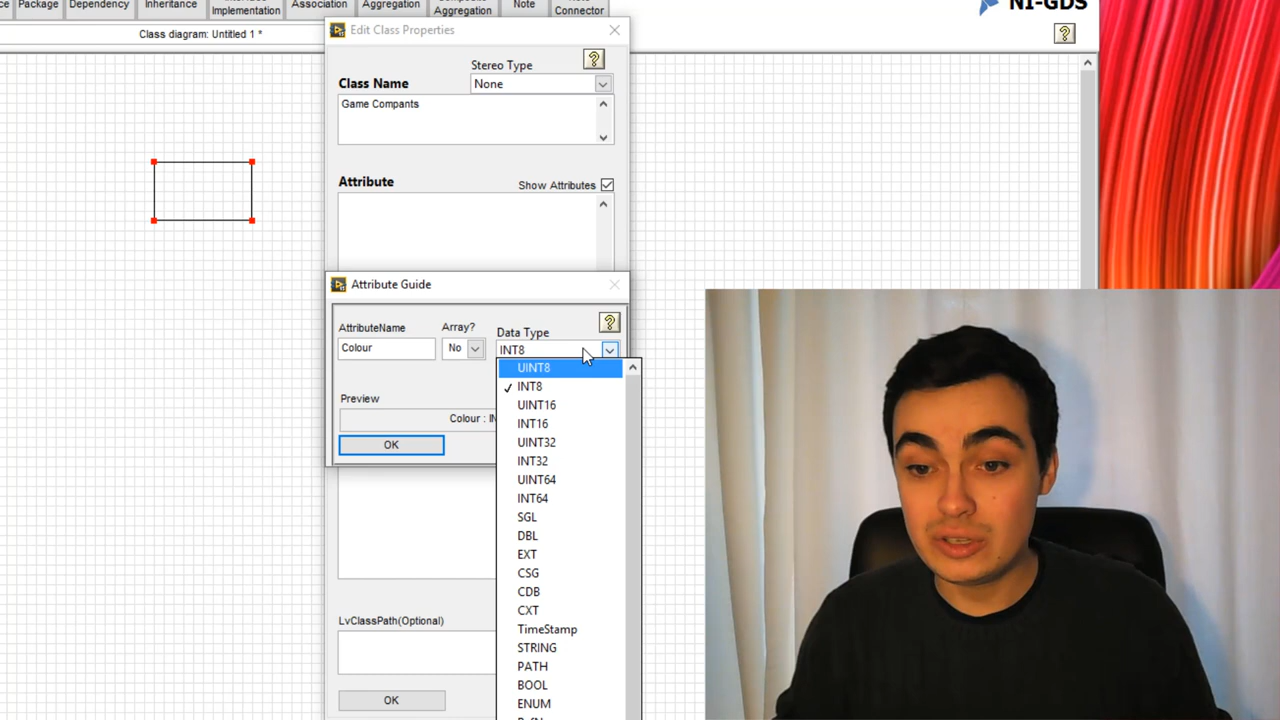 Package
Dependency
Inheritance
Implementation
Association
Aggregation
Aggregation
Note
Note
Connector
NI-GDS
Class diagram: Untitled 1 *
Edit Class Properties
Stereo Type
Class Name
None
Game Compants
Attribute
Show Attributes
Attribute Guide
AttributeName
Array?
Data Type
Colour
No
INT8
UINT8
INT8
UINT16
INT16
UINT32
INT32
UINT64
INT64
SGL
DBL
EXT
CSG
CDB
CXT
TimeStamp
STRING
PATH
BOOL
ENUM
Preview
Colour : IN
OK
LvClassPath(Optional)
OK